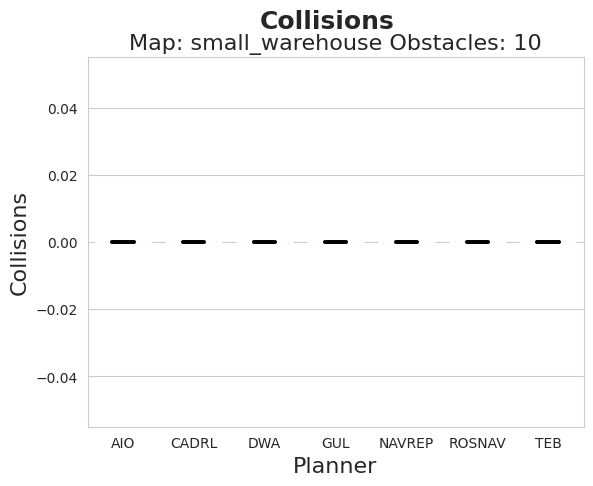 Collisions
Map: small_warehouse Obstacles: 10
0.04
0.02
0.00
−0.02
−0.04
Collisions
AIO CADRL DWA GUL NAVREP ROSNAV TEB
Planner